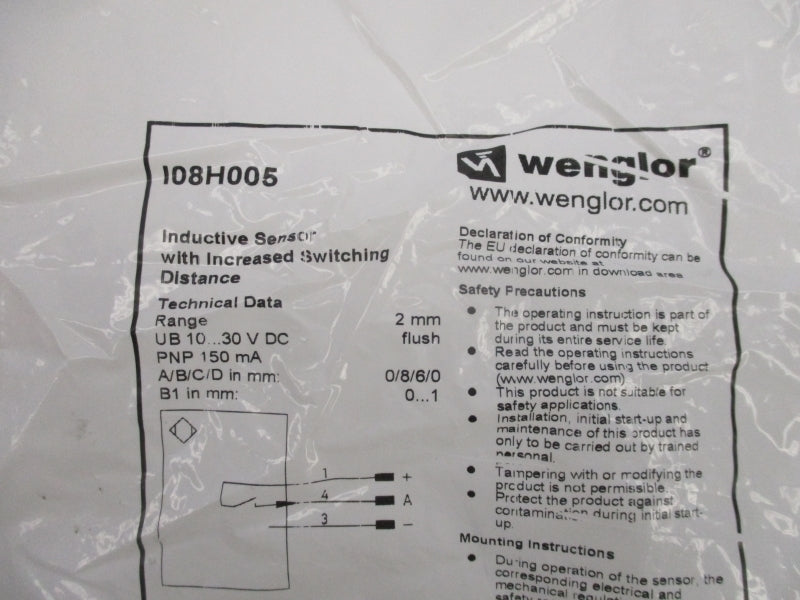 I08H005
wenglor®
www.wenglor.com
Inductive Sensor
with Increased Switching
Distance
Technical Data
Range 2 mm
UB 10...30 V DC flush
PNP 150 mA
A/B/C/D in mm: 0/8/6/0
B1 in mm: 0...1
1 +
4 A
3 −
Declaration of Conformity
The EU declaration of conformity can be
found on our website at
www.wenglor.com in download area
Safety Precautions
• The operating instruction is part of
the product and must be kept
during its entire service life.
• Read the operating instructions
carefully before using the product
(www.wenglor.com)
• This product is not suitable for
safety applications.
• Installation, initial start-up and
maintenance of this product has
only to be carried out by trained
personnal.
• Tampering with or modifying the
product is not permissible.
• Protect the product against
contamination during initial start-
up.
Mounting Instructions
• During operation of the sensor, the
corresponding electrical and
mechanical
safety